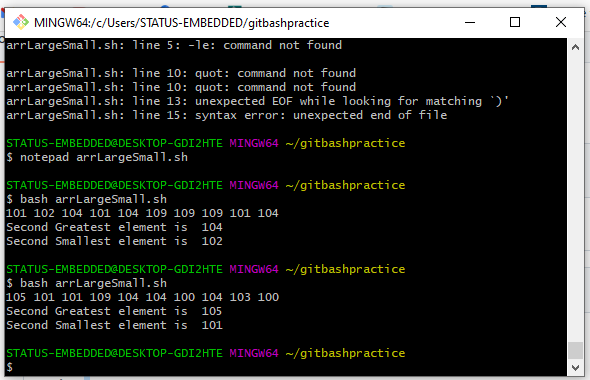 MINGW64:/c/Users/STATUS-EMBEDDED/gitbashpractice
arrLargeSmall.sh: line 5: -le: command not found
arrLargeSmall.sh: line 10: quot: command not found
arrLargeSmall.sh: line 10: quot: command not found
arrLargeSmall.sh: line 13: unexpected EOF while looking for matching `)'
arrLargeSmall.sh: line 15: syntax error: unexpected end of file
STATUS-EMBEDDED@DESKTOP-GDI2HTE MINGW64 ~/gitbashpractice
$ notepad arrLargeSmall.sh
STATUS-EMBEDDED@DESKTOP-GDI2HTE MINGW64 ~/gitbashpractice
$ bash arrLargeSmall.sh
101 102 104 101 104 109 109 109 101 104
Second Greatest element is  104
Second Smallest element is  102
STATUS-EMBEDDED@DESKTOP-GDI2HTE MINGW64 ~/gitbashpractice
$ bash arrLargeSmall.sh
105 101 101 109 104 104 100 104 103 100
Second Greatest element is  105
Second Smallest element is  101
STATUS-EMBEDDED@DESKTOP-GDI2HTE MINGW64 ~/gitbashpractice
$